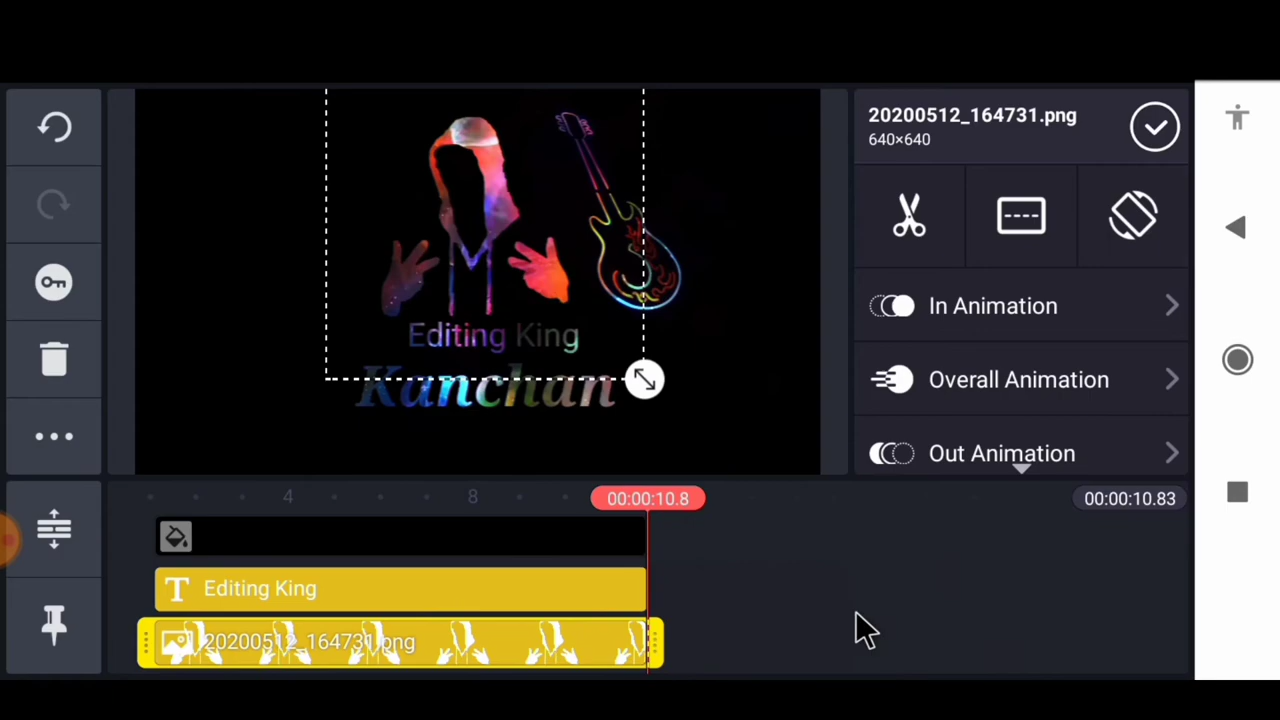 20200512_164731.png
640×640
In Animation
Overall Animation
Out Animation
Editing King
Kanchan
4
8
00:00:10.8
00:00:10.83
Editing King
20200512_164731.png